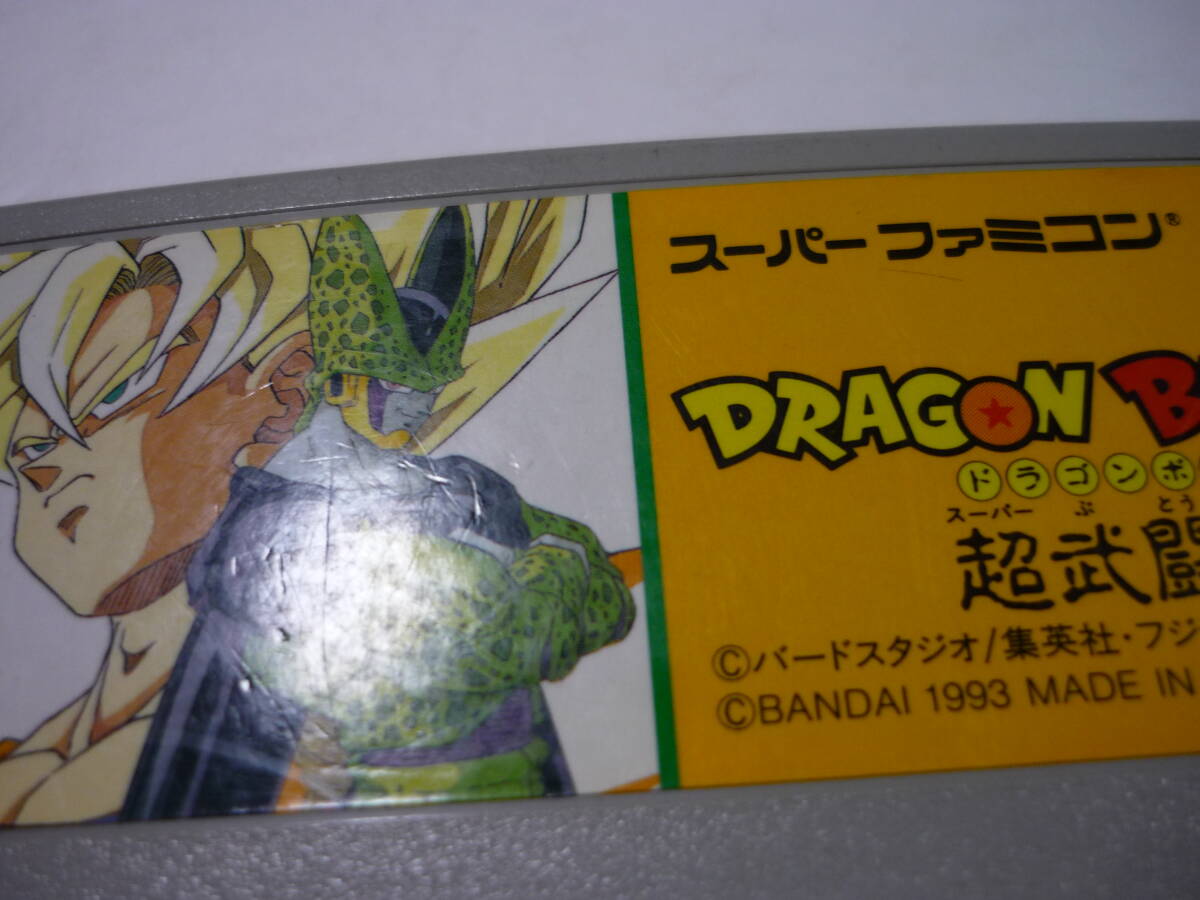 スーパーファミコン®
DRAGON B
ドラゴンボ
スーパー ぶとう
超武闘
©バードスタジオ/集英社・フジ
©BANDAI 1993 MADE IN